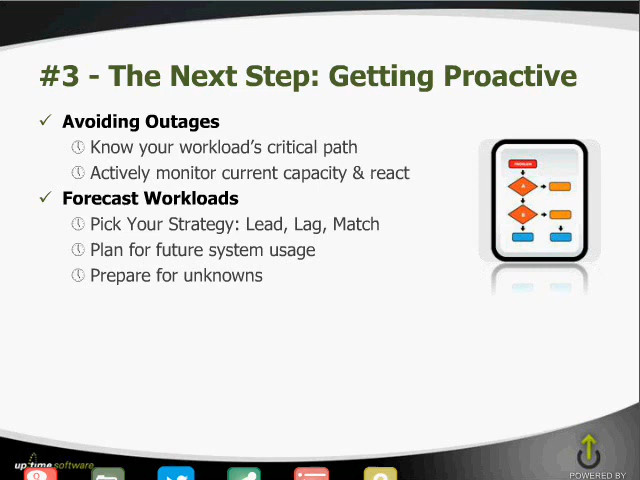 #3 - The Next Step: Getting Proactive
✓ Avoiding Outages
Know your workload's critical path
Actively monitor current capacity & react
✓ Forecast Workloads
Pick Your Strategy: Lead, Lag, Match
Plan for future system usage
Prepare for unknowns
PROBLEM
A
B
up time software
POWERED BY